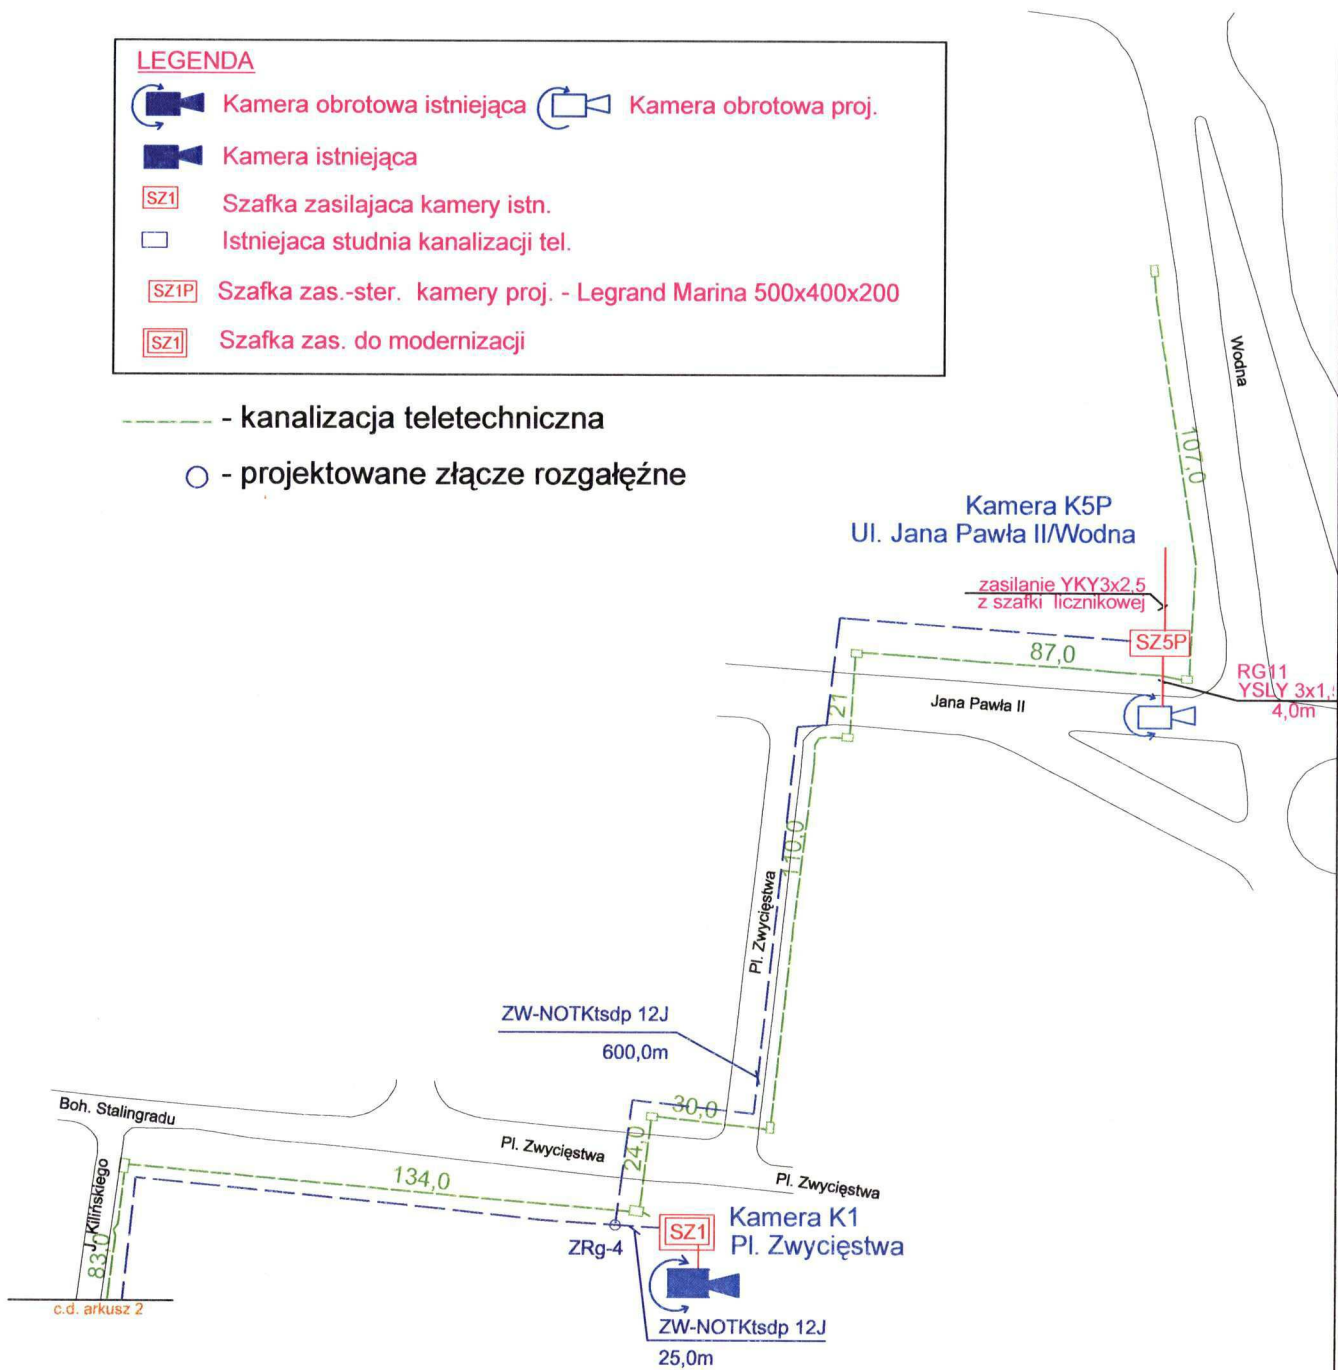 LEGENDA
Kamera obrotowa istniejąca
Kamera obrotowa proj.
Kamera istniejąca
SZ1
Szafka zasilajaca kamery istn.
Istniejaca studnia kanalizacji tel.
SZ1P
Szafka zas.-ster. kamery proj. - Legrand Marina 500x400x200
SZ1
Szafka zas. do modernizacji
- kanalizacja teletechniczna
- projektowane złącze rozgałęźne
Wodna
107,0
Kamera K5P
Ul. Jana Pawła II/Wodna
zasilanie YKY3x2,5
z szafki licznikowej
SZ5P
87,0
RG11
YSLY 3x1,5
4,0m
21
Jana Pawła II
110,0
Pl. Zwycięstwa
ZW-NOTKtsdp 12J
600,0m
30,0
Boh. Stalingradu
24,0
Pl. Zwycięstwa
134,0
Pl. Zwycięstwa
J. Kilińskiego
83,0
ZRg-4
SZ1
Kamera K1
Pl. Zwycięstwa
c.d. arkusz 2
ZW-NOTKtsdp 12J
25,0m